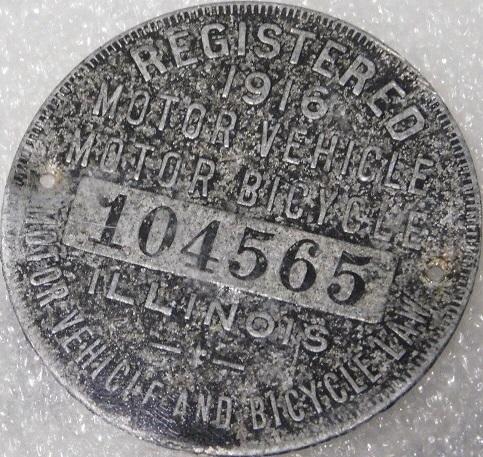 REGISTERED
1916
MOTOR VEHICLE
MOTOR BICYCLE
104565
ILLINOIS
MOTOR VEHICLE AND BICYCLE LAW